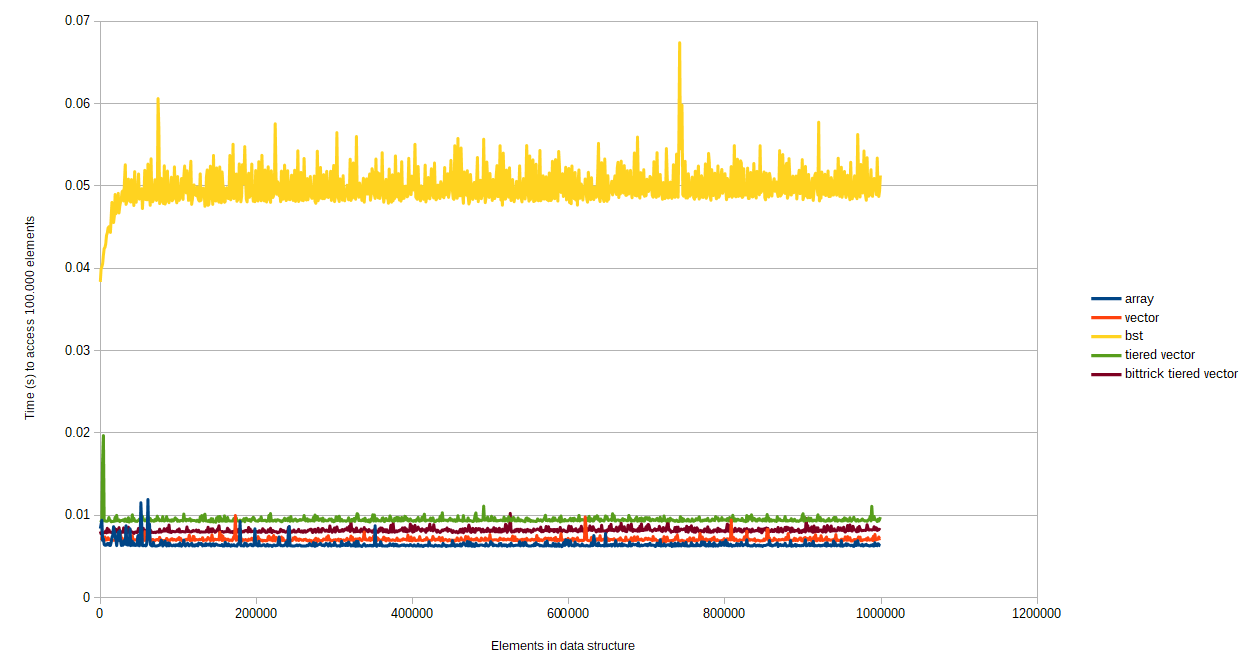 0.07
0.06
0.05
0.04
0.03
0.02
0.01
0
Time (s) to access 100.000 elements
0 200000 400000 600000 800000 1000000 1200000
Elements in data structure
array
vector
bst
tiered vector
bittrick tiered vector